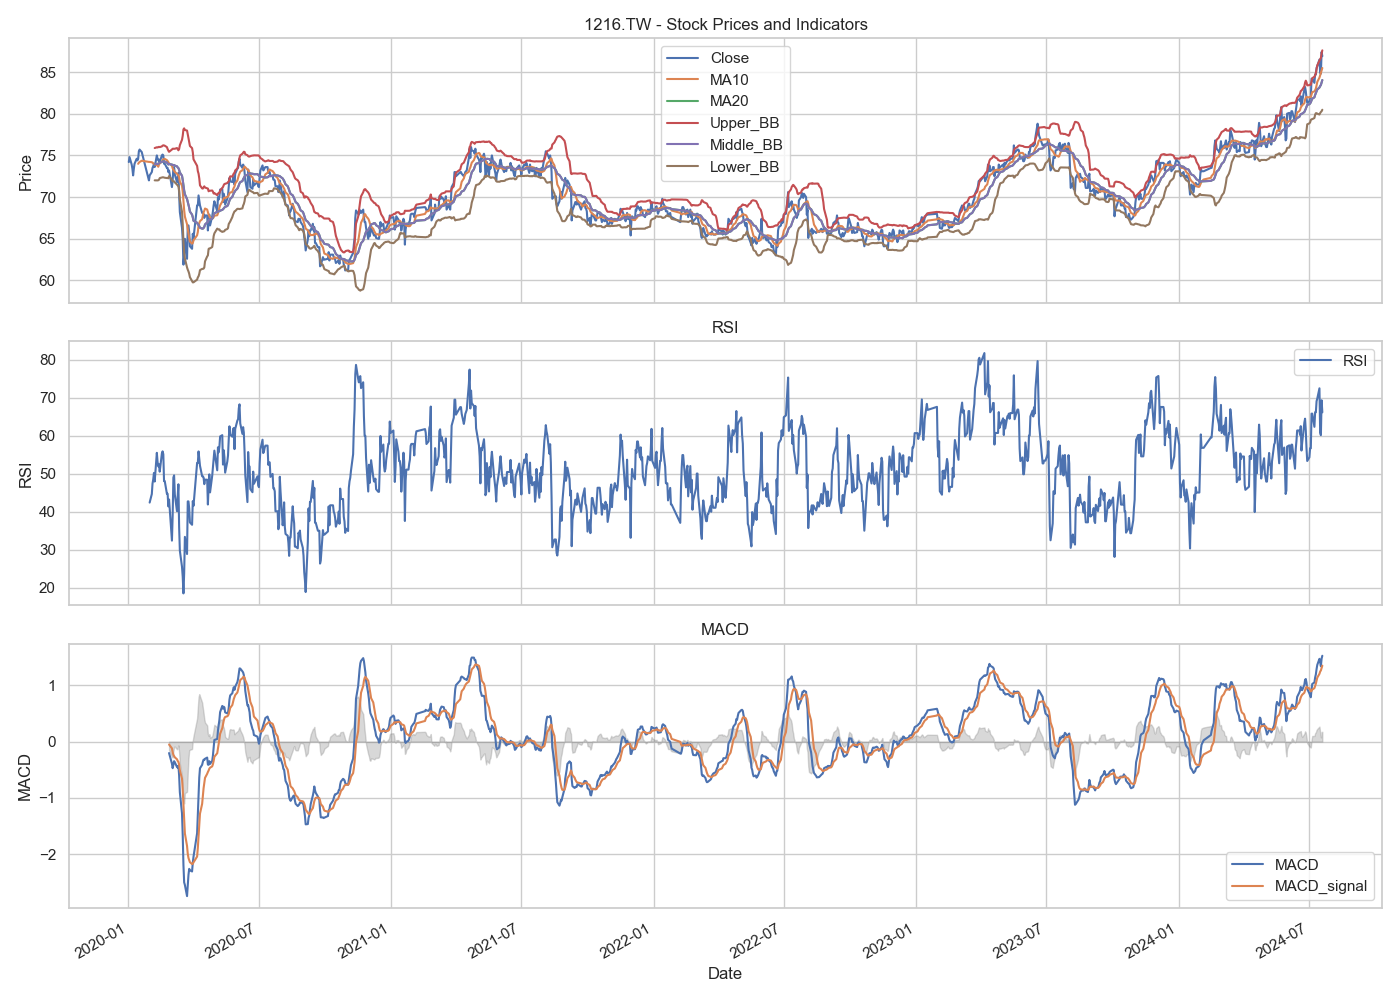 1216.TW - Stock Prices and Indicators
Price
85
80
75
70
65
60
Close
MA10
MA20
Upper_BB
Middle_BB
Lower_BB
RSI
RSI
80
70
60
50
40
30
20
RSI
MACD
MACD
1
0
−1
−2
MACD
MACD_signal
2020-01
2020-07
2021-01
2021-07
2022-01
2022-07
2023-01
2023-07
2024-01
2024-07
Date